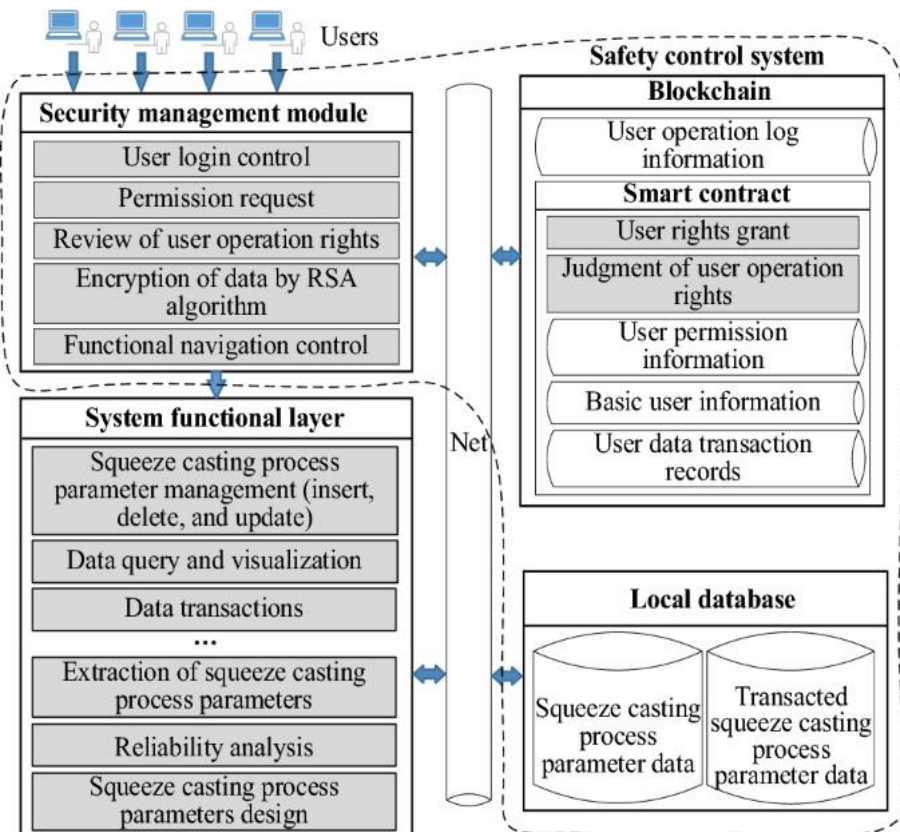 Users
Security management module
User login control
Permission request
Review of user operation rights
Encryption of data by RSA
algorithm
Functional navigation control
System functional layer
Squeeze casting process
parameter management (insert,
delete, and update)
Data query and visualization
Data transactions
...
Extraction of squeeze casting
process parameters
Reliability analysis
Squeeze casting process
parameters design
Net
Safety control system
Blockchain
User operation log
information
Smart contract
User rights grant
Judgment of user operation
rights
User permission
information
Basic user information
User data transaction
records
Local database
Squeeze casting
process
parameter data
Transacted
squeeze casting
process
parameter data